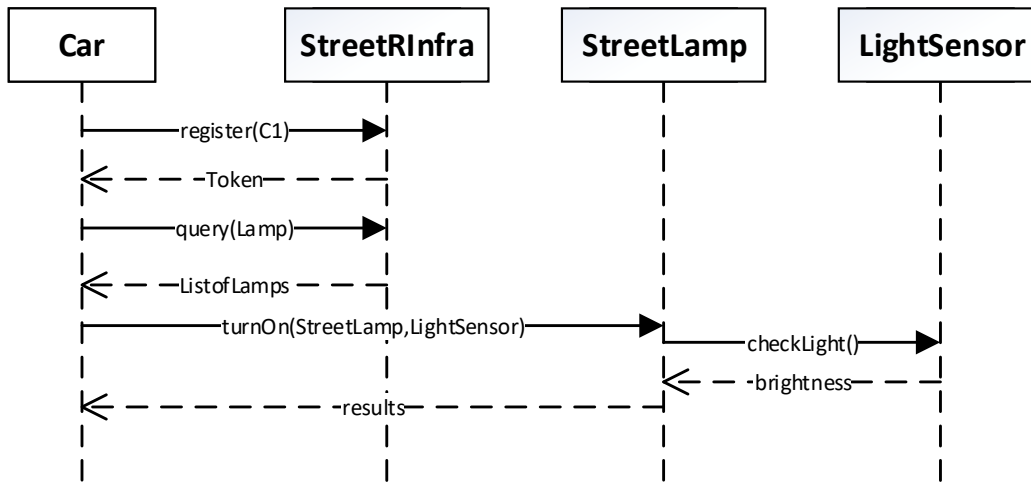 Car
StreetRInfra
StreetLamp
LightSensor
register(C1)
Token
query(Lamp)
ListofLamps
turnOn(StreetLamp,LightSensor)
checkLight()
brightness
results